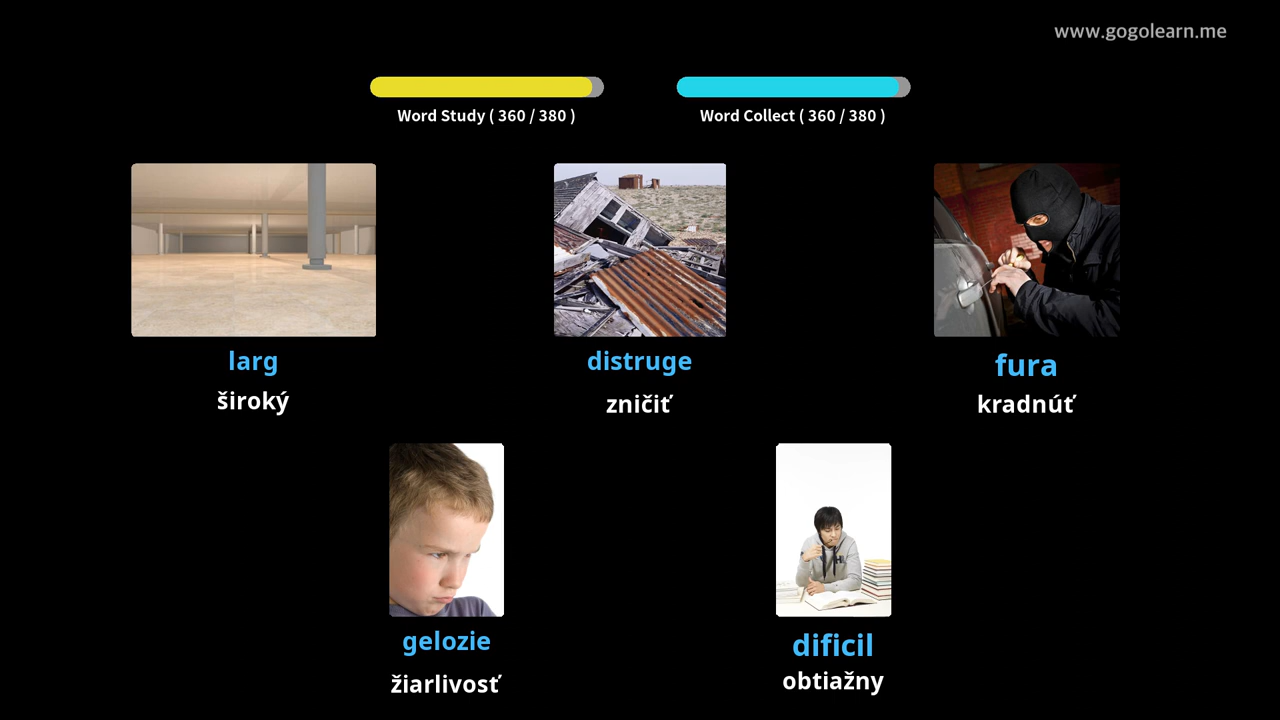 www.gogolearn.me
Word Study ( 360 / 380 )
Word Collect ( 360 / 380 )
larg
široký
distruge
zničiť
fura
kradnúť
gelozie
žiarlivosť
dificil
obtiažny